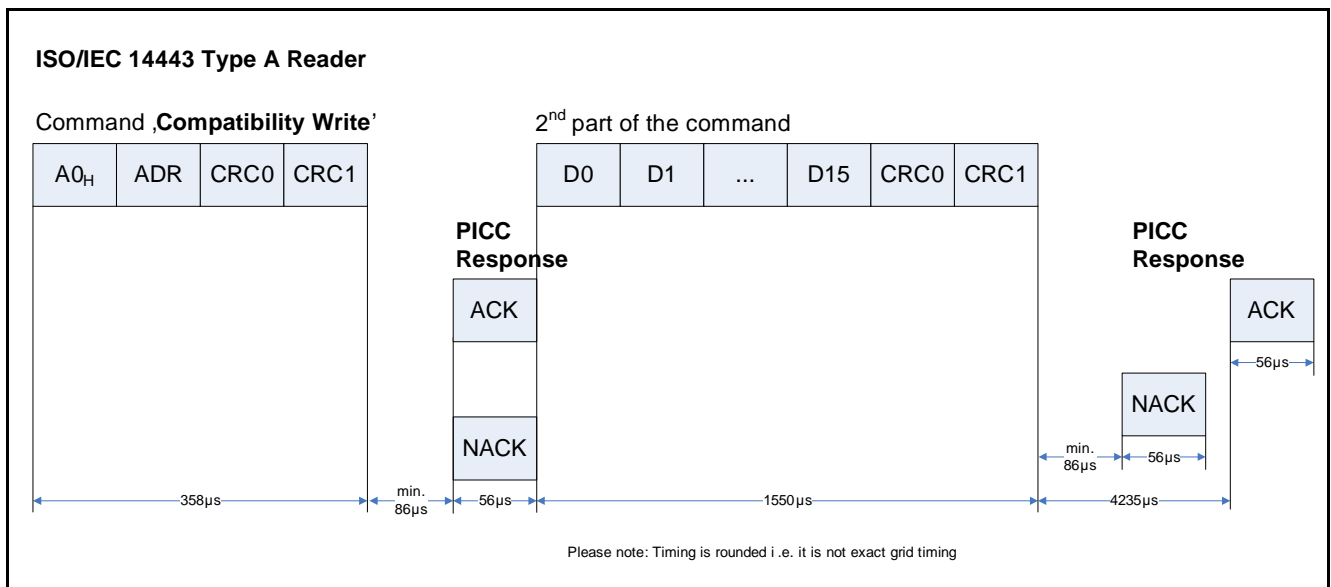 ISO/IEC 14443 Type A Reader
Command ‚Compatibility Write’
2nd part of the command
A0H ADR CRC0 CRC1
D0 D1 ... D15 CRC0 CRC1
PICC
Response
PICC
Response
ACK
ACK
56µs
NACK
NACK
min.
86µs
56µs
358µs
min.
86µs
56µs
1550µs
4235µs
Please note: Timing is rounded i .e. it is not exact grid timing